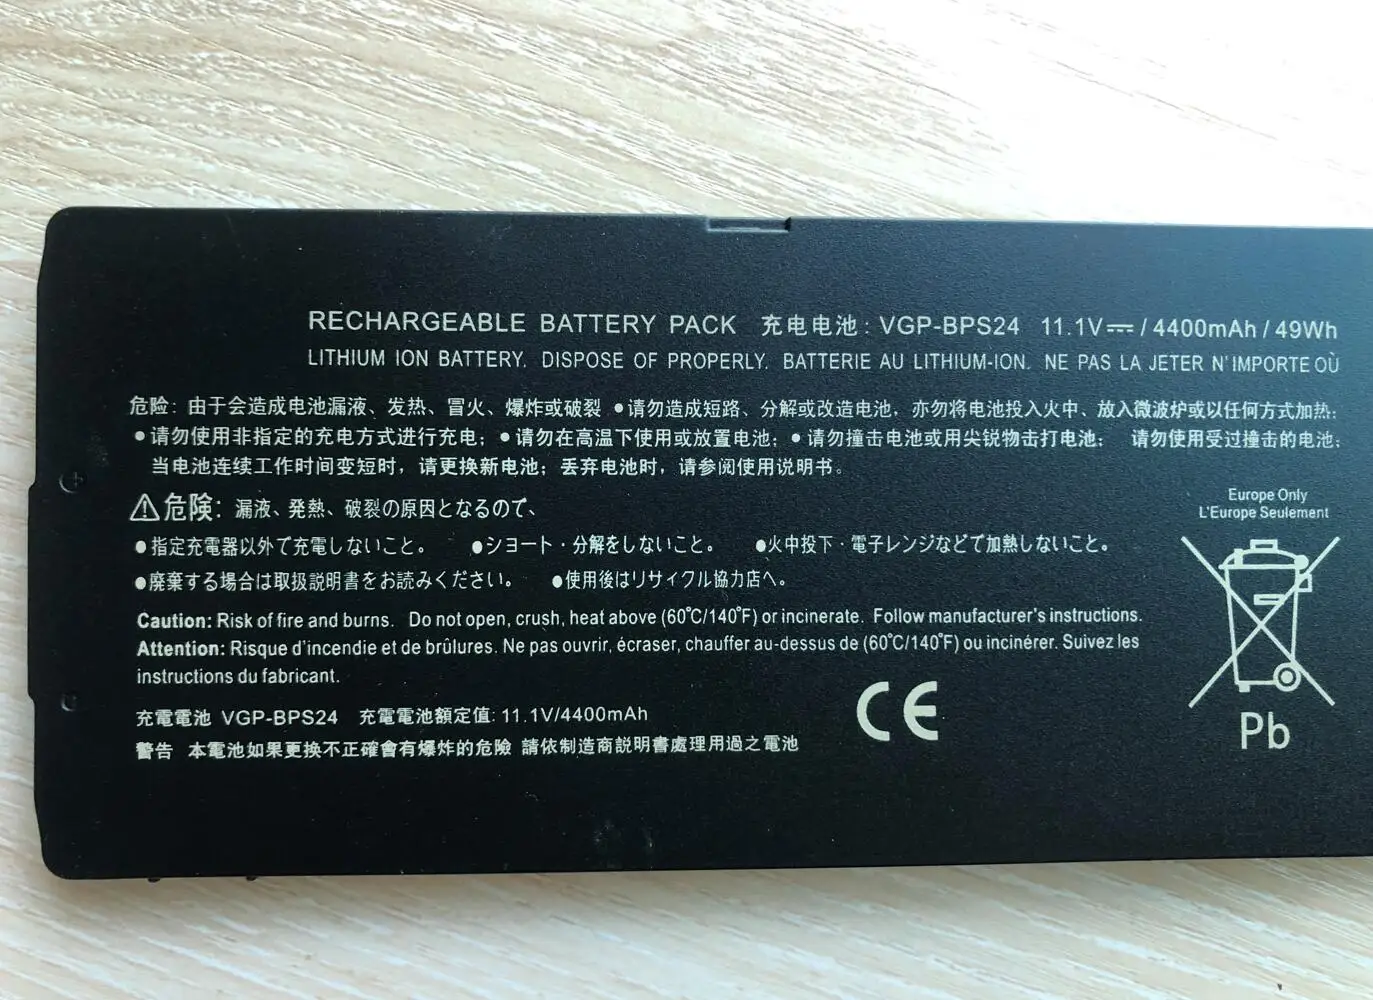 RECHARGEABLE BATTERY PACK 充电电池: VGP-BPS24 11.1V⎓/4400mAh/49Wh
LITHIUM ION BATTERY. DISPOSE OF PROPERLY. BATTERIE AU LITHIUM-ION. NE PAS LA JETER N'IMPORTE OÙ
危险: 由于会造成电池漏液、发热、冒火、爆炸或破裂 ●请勿造成短路、分解或改造电池, 亦勿将电池投入火中、放入微波炉或以任何方式加热;
●请勿使用非指定的充电方式进行充电; ●请勿在高温下使用或放置电池; ●请勿撞击电池或用尖锐物击打电池; 请勿使用受过撞击的电池;
当电池连续工作时间变短时, 请更换新电池; 丢弃电池时, 请参阅使用说明书。
⚠危険: 漏液、発熱、破裂の原因となるので、
●指定充電器以外で充電しないこと。 ●ショート・分解をしないこと。 ●火中投下・電子レンジなどて加熱しないこと。
●廃棄する場合は取扱説明書をお読みください。 ●使用後はリサイクル協力店へ。
Europe Only
L'Europe Seulement
Caution: Risk of fire and burns. Do not open, crush, heat above (60℃/140℉) or incinerate. Follow manufacturer's instructions.
Attention: Risque d'incendie et de brûlures. Ne pas ouvrir, écraser, chauffer au-dessus de (60℃/140℉) ou incinérer. Suivez les
instructions du fabricant.
充電電池 VGP-BPS24 充電電池額定值: 11.1V/4400mAh
警告 本電池如果更換不正確會有爆炸的危險 請依制造商説明書處理用過之電池
CE
Pb